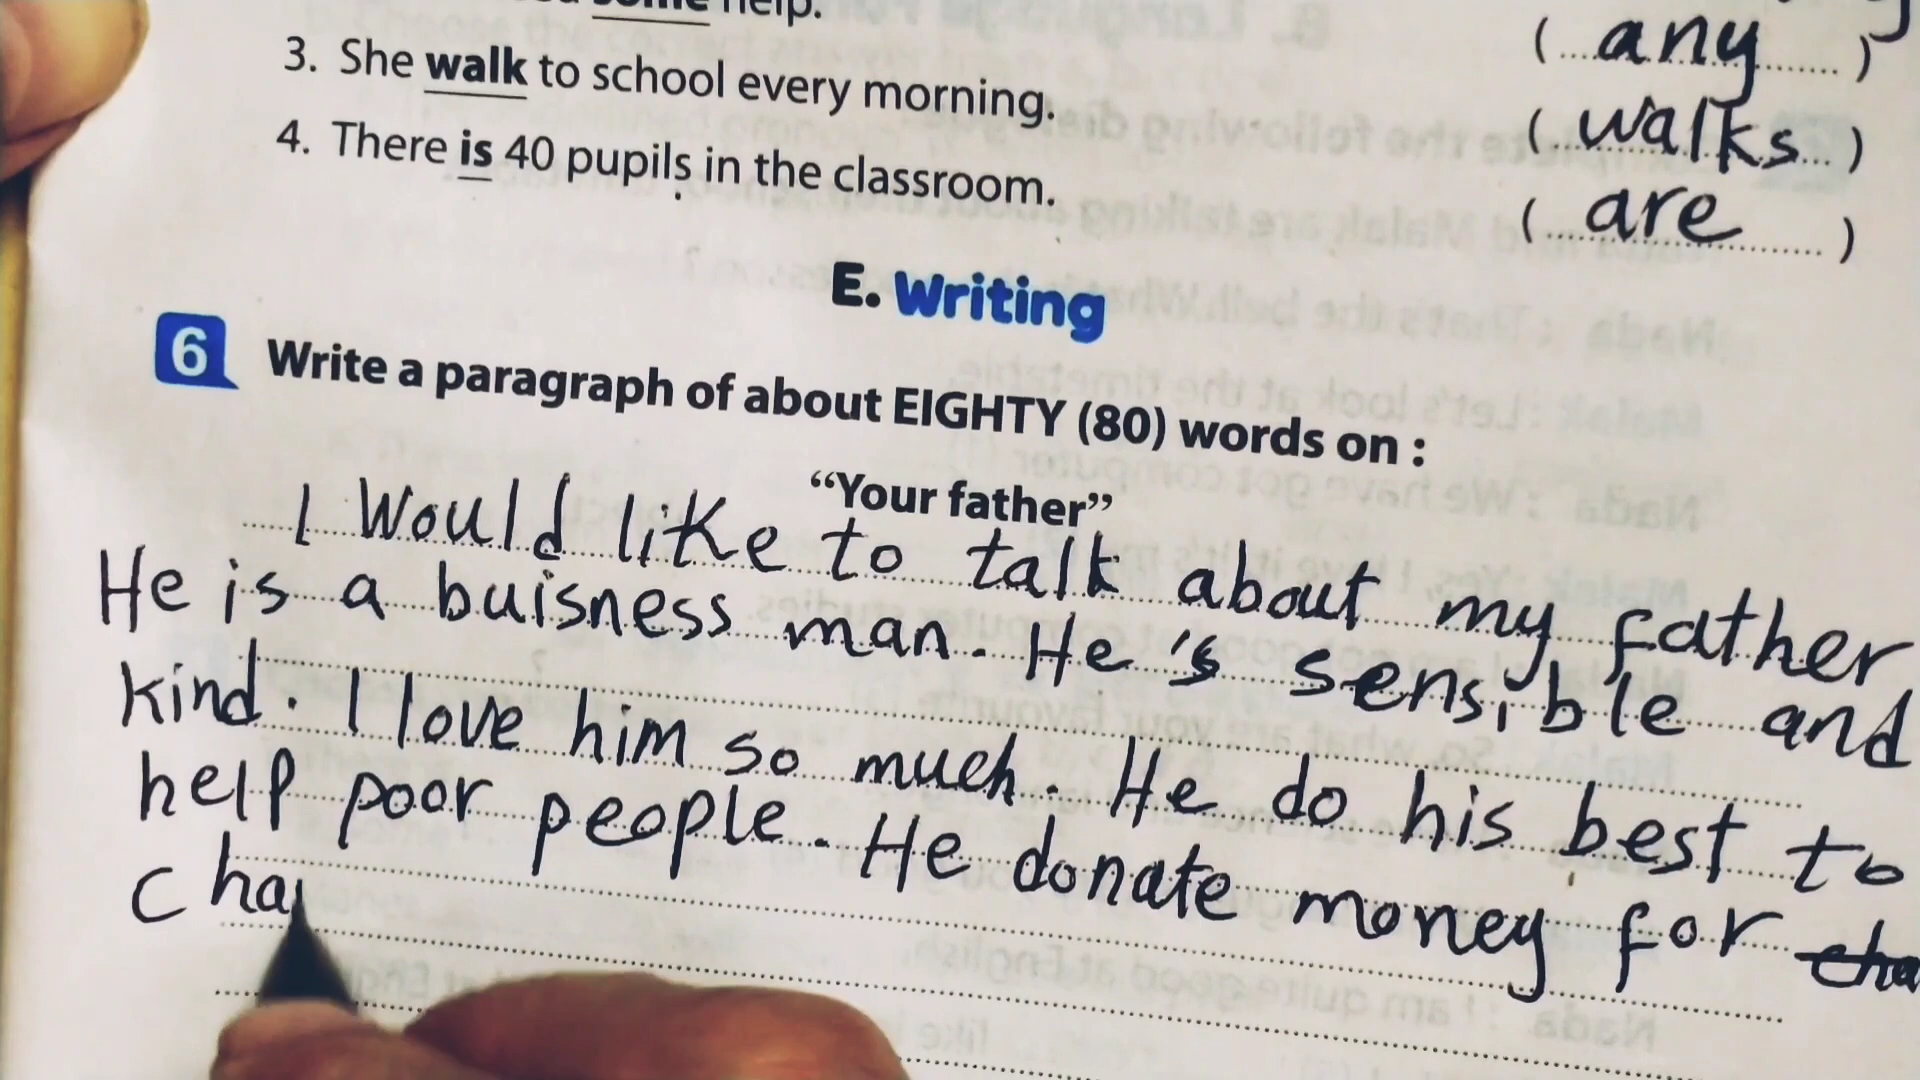 help.
3. She walk to school every morning.
4. There is 40 pupils in the classroom.
(...any......)
(..walks...)
(...are........)
E. Writing
6 Write a paragraph of about EIGHTY (80) words on :
"Your father"
I Would like to talk about my father
He is a buisness man. He's sensible and
Kind. I love him so much. He do his best to
help poor people. He donate money for cha
cha